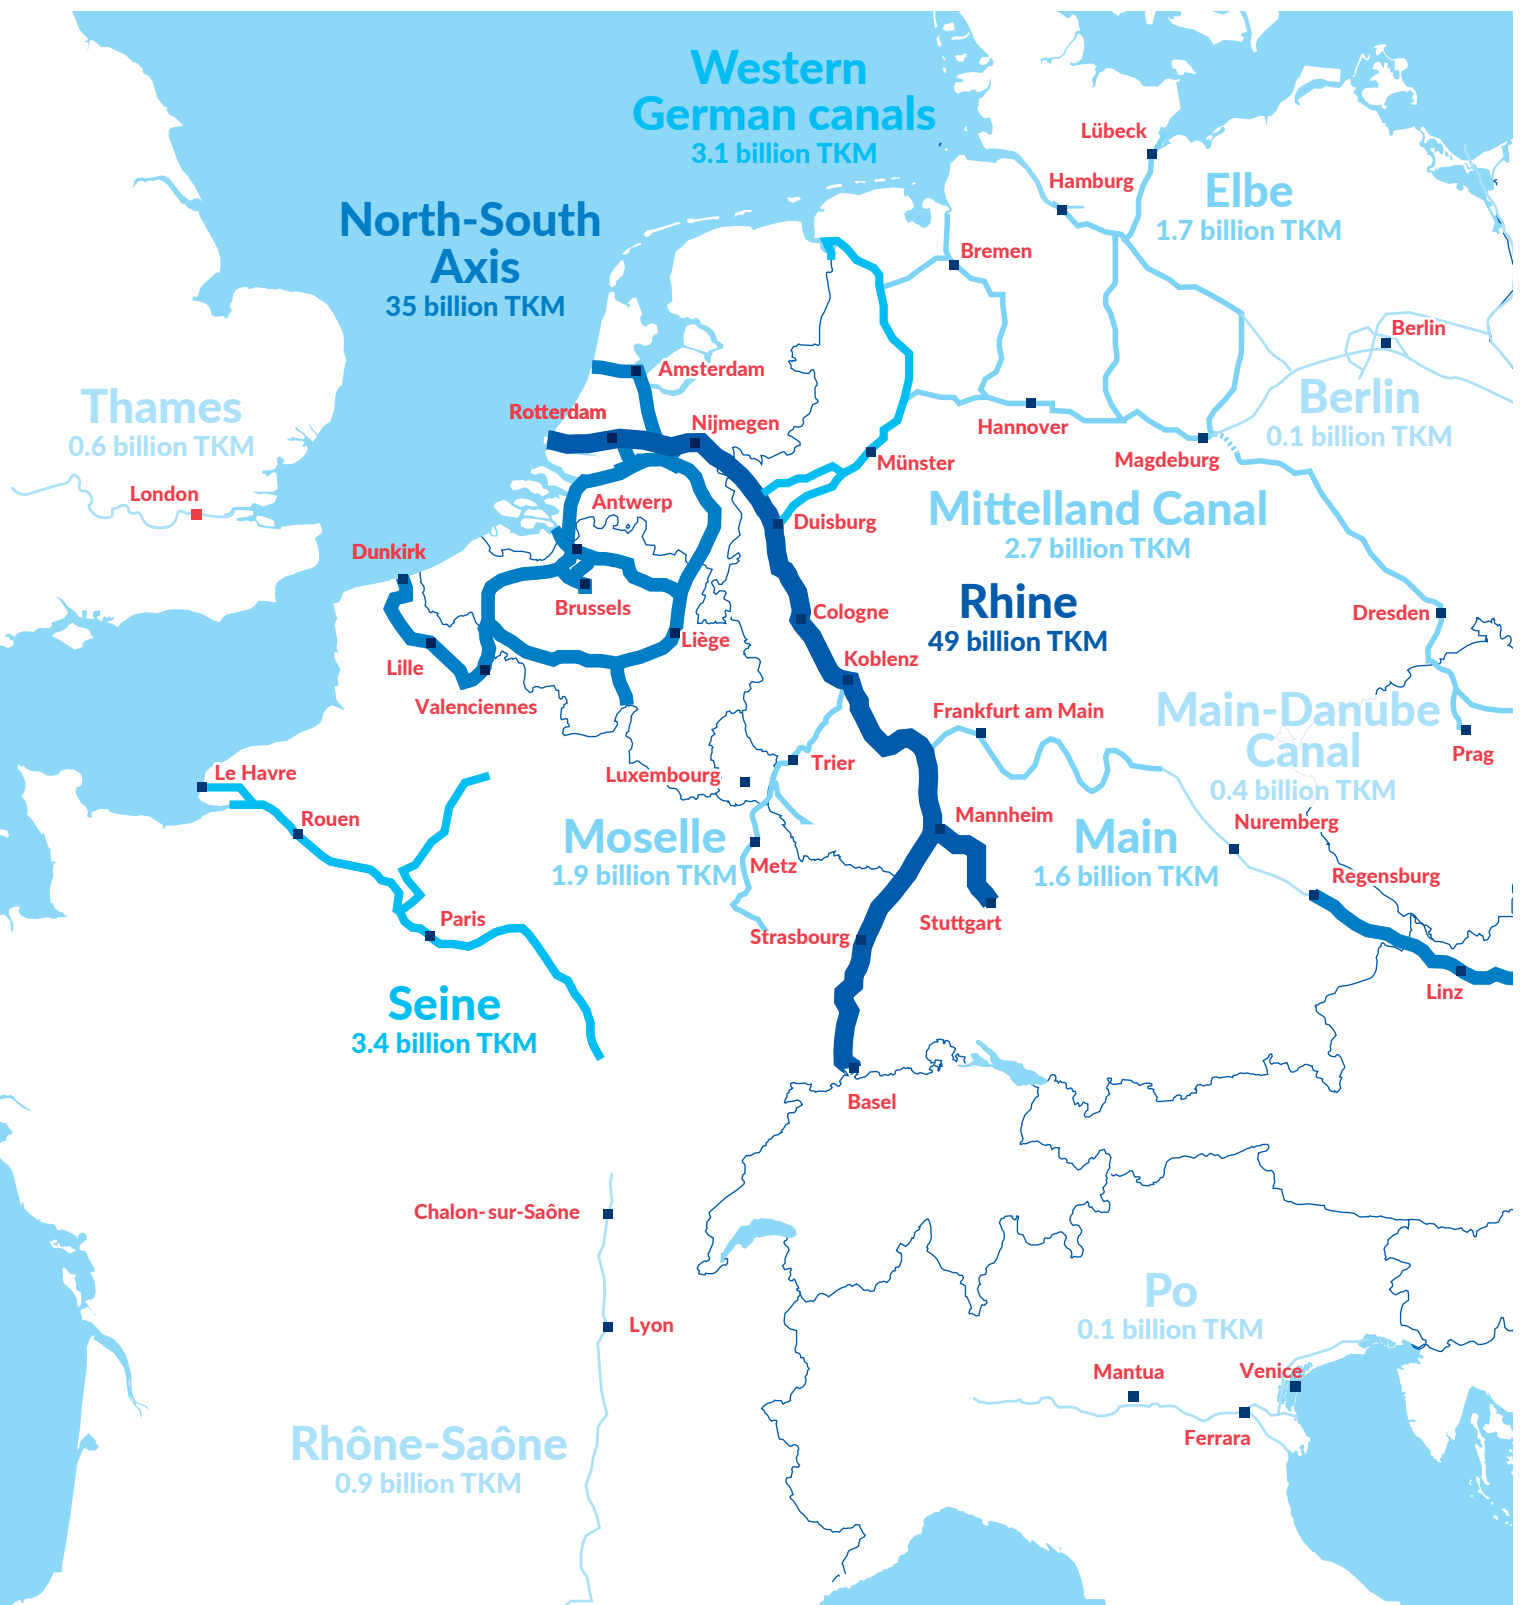 Western
German canals
3.1 billion TKM
Lübeck
Hamburg
Elbe
1.7 billion TKM
North-South
Axis
35 billion TKM
Bremen
Berlin
Amsterdam
Thames
0.6 billion TKM
Rotterdam
Nijmegen
Hannover
Berlin
0.1 billion TKM
Münster
Magdeburg
London
Antwerp
Duisburg
Mittelland Canal
2.7 billion TKM
Dunkirk
Brussels
Cologne
Rhine
49 billion TKM
Dresden
Liège
Lille
Koblenz
Valenciennes
Frankfurt am Main
Main-Danube
Canal
0.4 billion TKM
Prag
Le Havre
Luxembourg
Trier
Rouen
Moselle
1.9 billion TKM
Metz
Mannheim
Main
1.6 billion TKM
Nuremberg
Regensburg
Paris
Strasbourg
Stuttgart
Linz
Seine
3.4 billion TKM
Basel
Chalon-sur-Saône
Lyon
Po
0.1 billion TKM
Mantua
Venice
Ferrara
Rhône-Saône
0.9 billion TKM